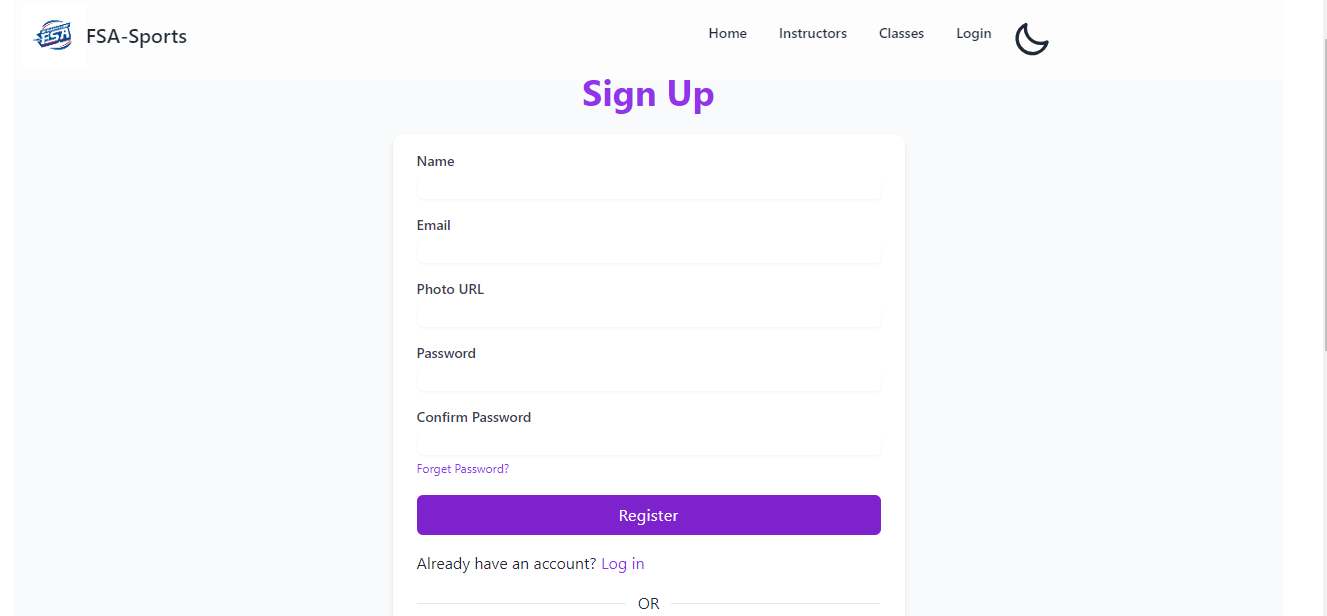 FSA
FSA-Sports
Home Instructors Classes Login
Sign Up
Name
Email
Photo URL
Password
Confirm Password
Forget Password?
Register
Already have an account? Log in
OR